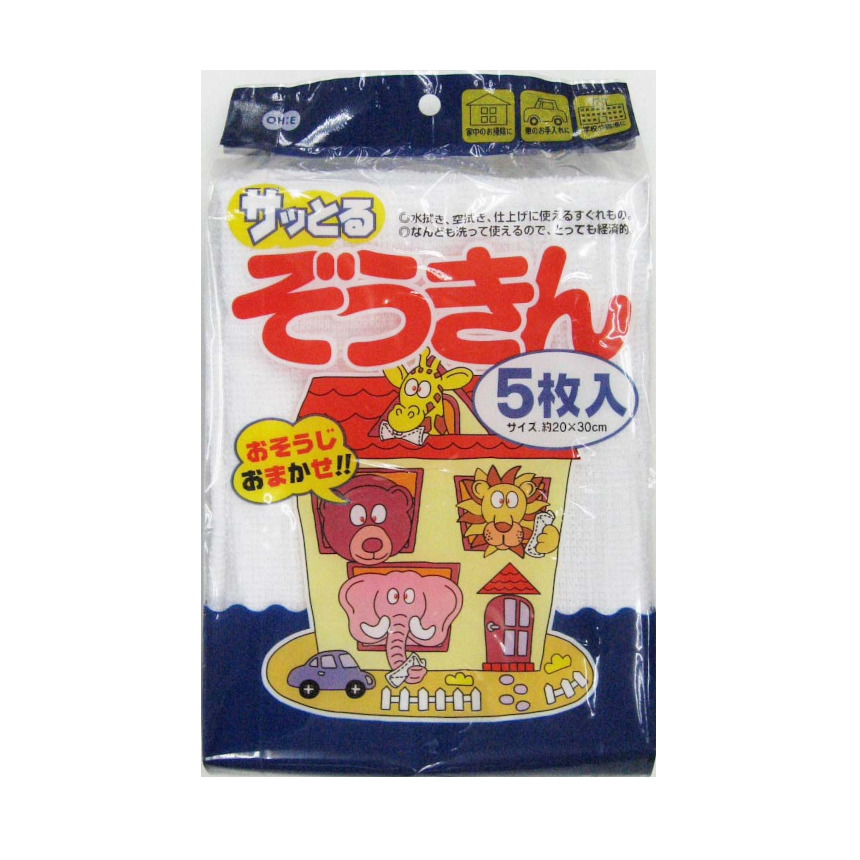 OHE
家中のお掃除に
車のお手入れに
サッとる
水拭き、空拭き、仕上げに使えるすぐれもの。
なんども洗って使えるので、とっても経済的
ぞうきん
5枚入
サイズ.約20×30cm
おそうじ
おまかせ!!